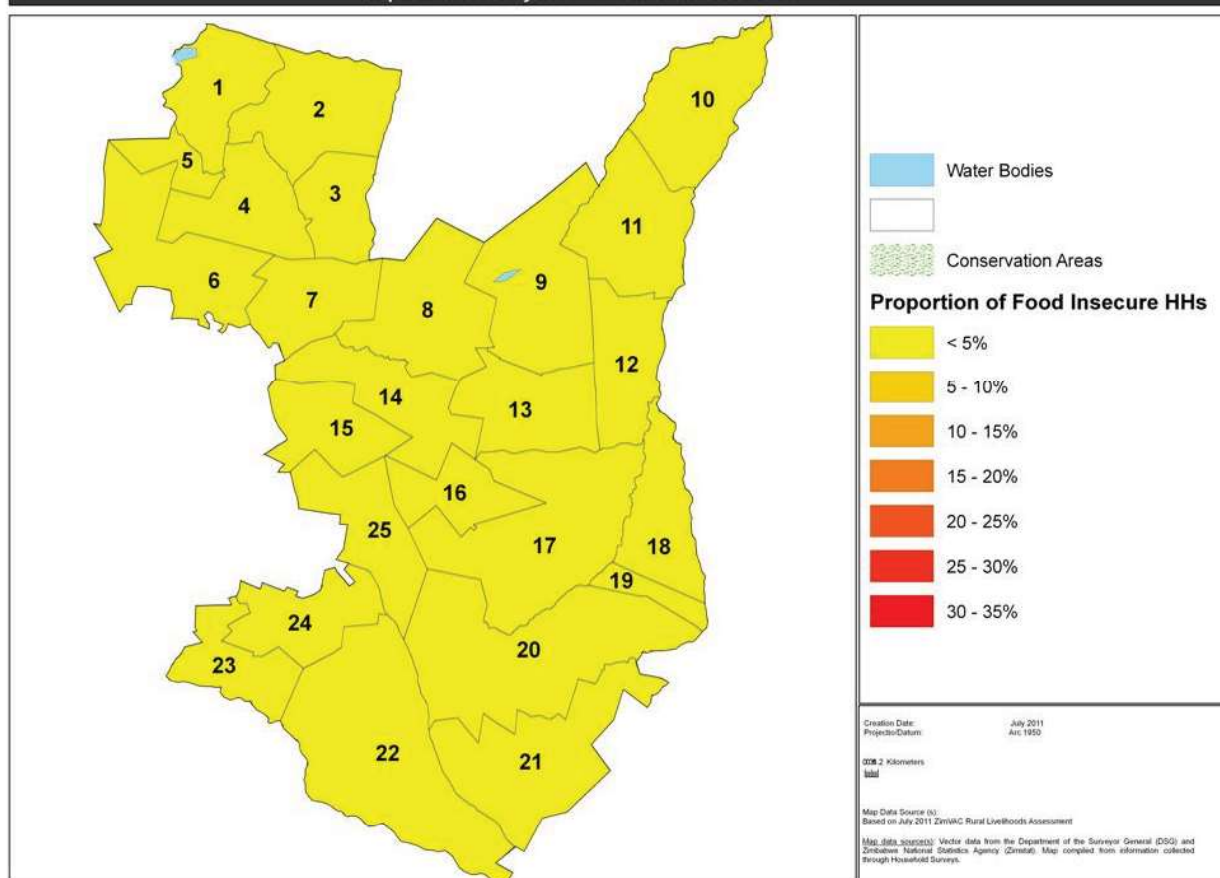 1
2
3
4
5
6
7
8
9
10
11
12
13
14
15
16
17
18
19
20
21
22
23
24
25
Water Bodies
Conservation Areas
Proportion of Food Insecure HHs
< 5%
5 - 10%
10 - 15%
15 - 20%
20 - 25%
25 - 30%
30 - 35%
Creation Date: July 2011
Projectio/Datum: Arc 1950
Kilometers
Map Data Source (s):
Based on July 2011 ZimVAC Rural Livelihoods Assessment
Map data source(s): Vector data from the Department of the Surveyor General (DSG) and
Zimbabwe National Statistics Agency (Zimstat). Map compiled from information collected
through Household Surveys.